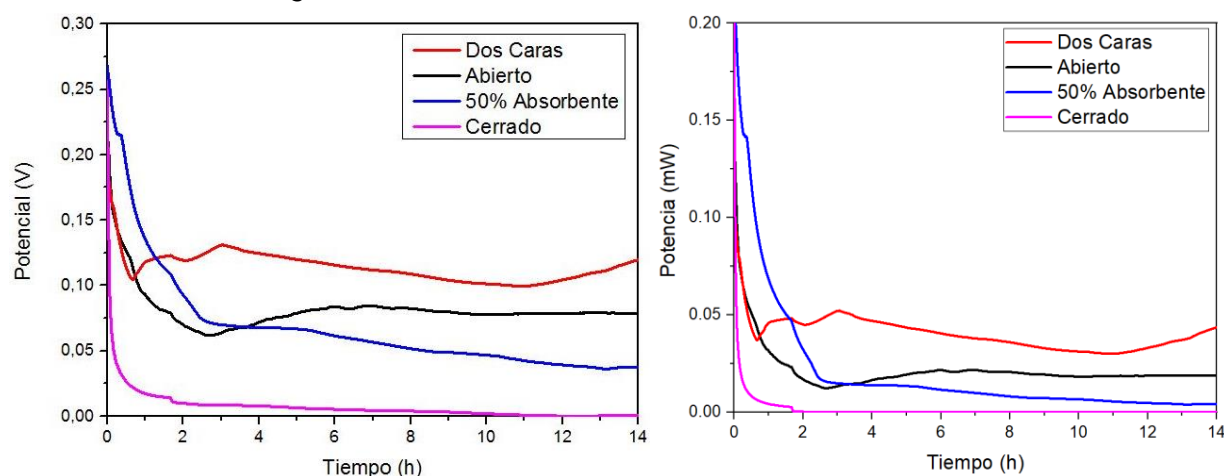 Potencial (V)
0,30
0,25
0,20
0,15
0,10
0,05
0,00
0 2 4 6 8 10 12 14
Tiempo (h)
Dos Caras
Abierto
50% Absorbente
Cerrado
Potencia (mW)
0.20
0.15
0.10
0.05
0.00
0 2 4 6 8 10 12 14
Tiempo (h)
Dos Caras
Abierto
50% Absorbente
Cerrado